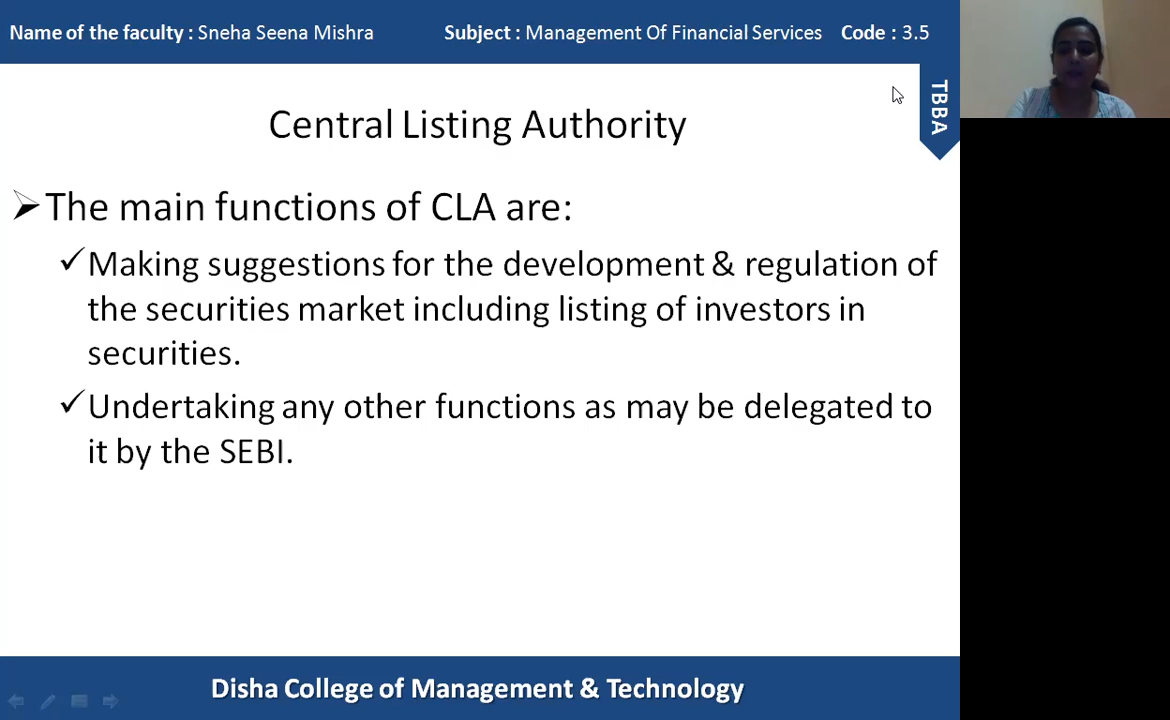 Name of the faculty : Sneha Seena Mishra Subject : Management Of Financial Services Code : 3.5
TBBA
Central Listing Authority
The main functions of CLA are:
Making suggestions for the development & regulation of
the securities market including listing of investors in
securities.
Undertaking any other functions as may be delegated to
it by the SEBI.
Disha College of Management & Technology